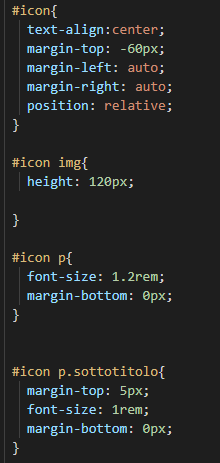 #icon{
text-align:center;
margin-top: -60px;
margin-left: auto;
margin-right: auto;
position: relative;
}
#icon img{
height: 120px;
}
#icon p{
font-size: 1.2rem;
margin-bottom: 0px;
}
#icon p.sottotitolo{
margin-top: 5px;
font-size: 1rem;
margin-bottom: 0px;
}